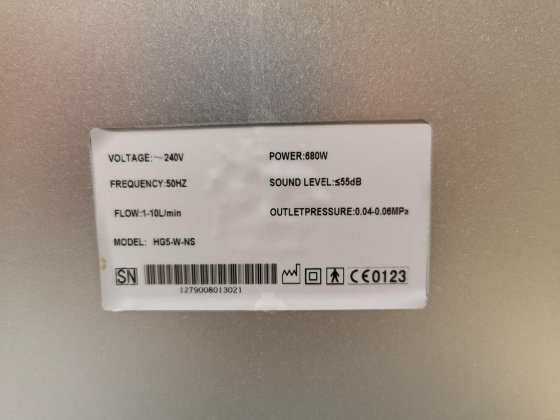 VOLTAGE:～240V POWER:680W
FREQUENCY:50HZ SOUND LEVEL:≤55dB
FLOW:1-10L/min OUTLETPRESSURE:0.04-0.06MPa
MODEL: HG5-W-NS
SN CE0123
1279008013021